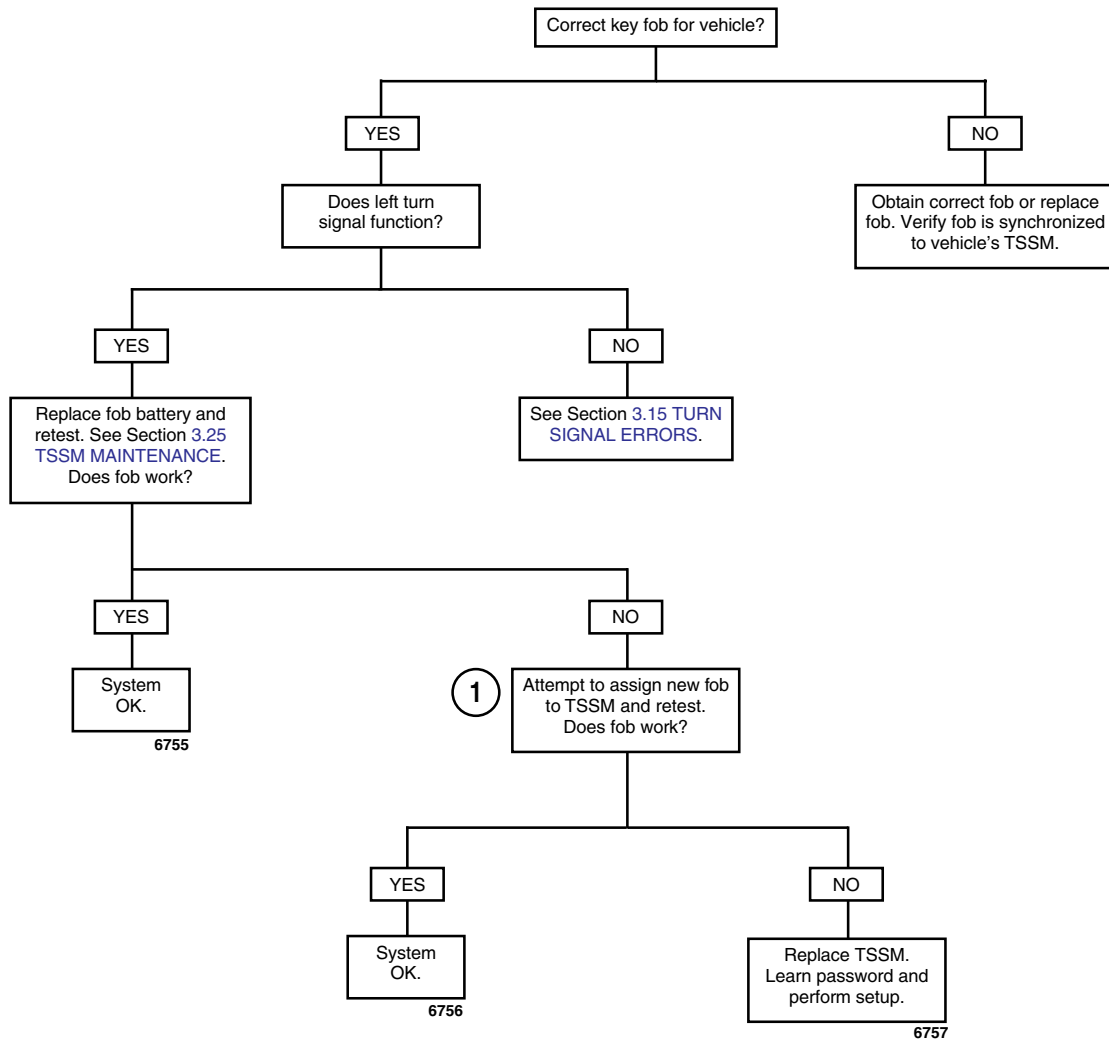 Correct key fob for vehicle?
YES
NO
Does left turn
signal function?
Obtain correct fob or replace
fob. Verify fob is synchronized
to vehicle's TSSM.
YES
NO
Replace fob battery and
retest. See Section 3.25
TSSM MAINTENANCE.
Does fob work?
See Section 3.15 TURN
SIGNAL ERRORS.
YES
NO
System
OK.
6755
1
Attempt to assign new fob
to TSSM and retest.
Does fob work?
YES
NO
System
OK.
6756
Replace TSSM.
Learn password and
perform setup.
6757